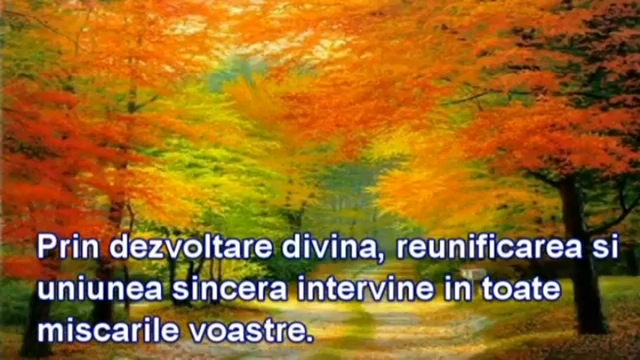 Prin dezvoltare divina, reunificarea si
uniunea sincera intervine in toate
miscarile voastre.